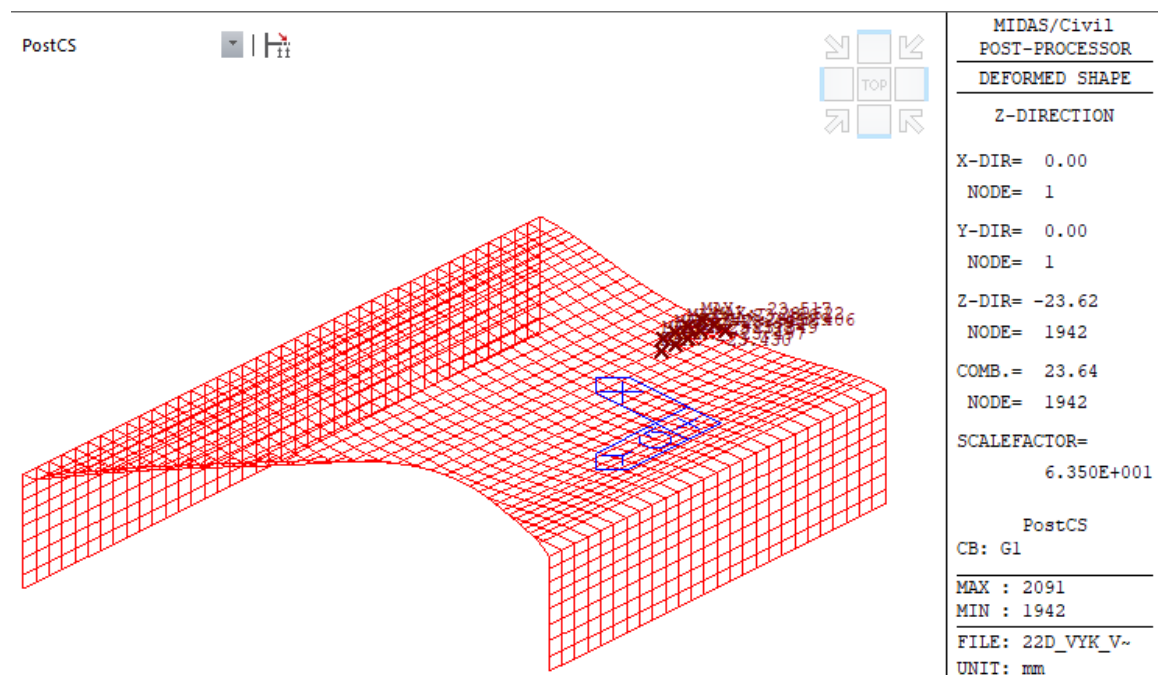 PostCS
TOP
MIDAS/Civil
POST-PROCESSOR
DEFORMED SHAPE
Z-DIRECTION
X-DIR= 0.00
NODE= 1
Y-DIR= 0.00
NODE= 1
Z-DIR= -23.62
NODE= 1942
COMB.= 23.64
NODE= 1942
SCALEFACTOR=
6.350E+001
PostCS
CB: G1
MAX : 2091
MIN : 1942
FILE: 22D_VYK_V~
UNIT: mm